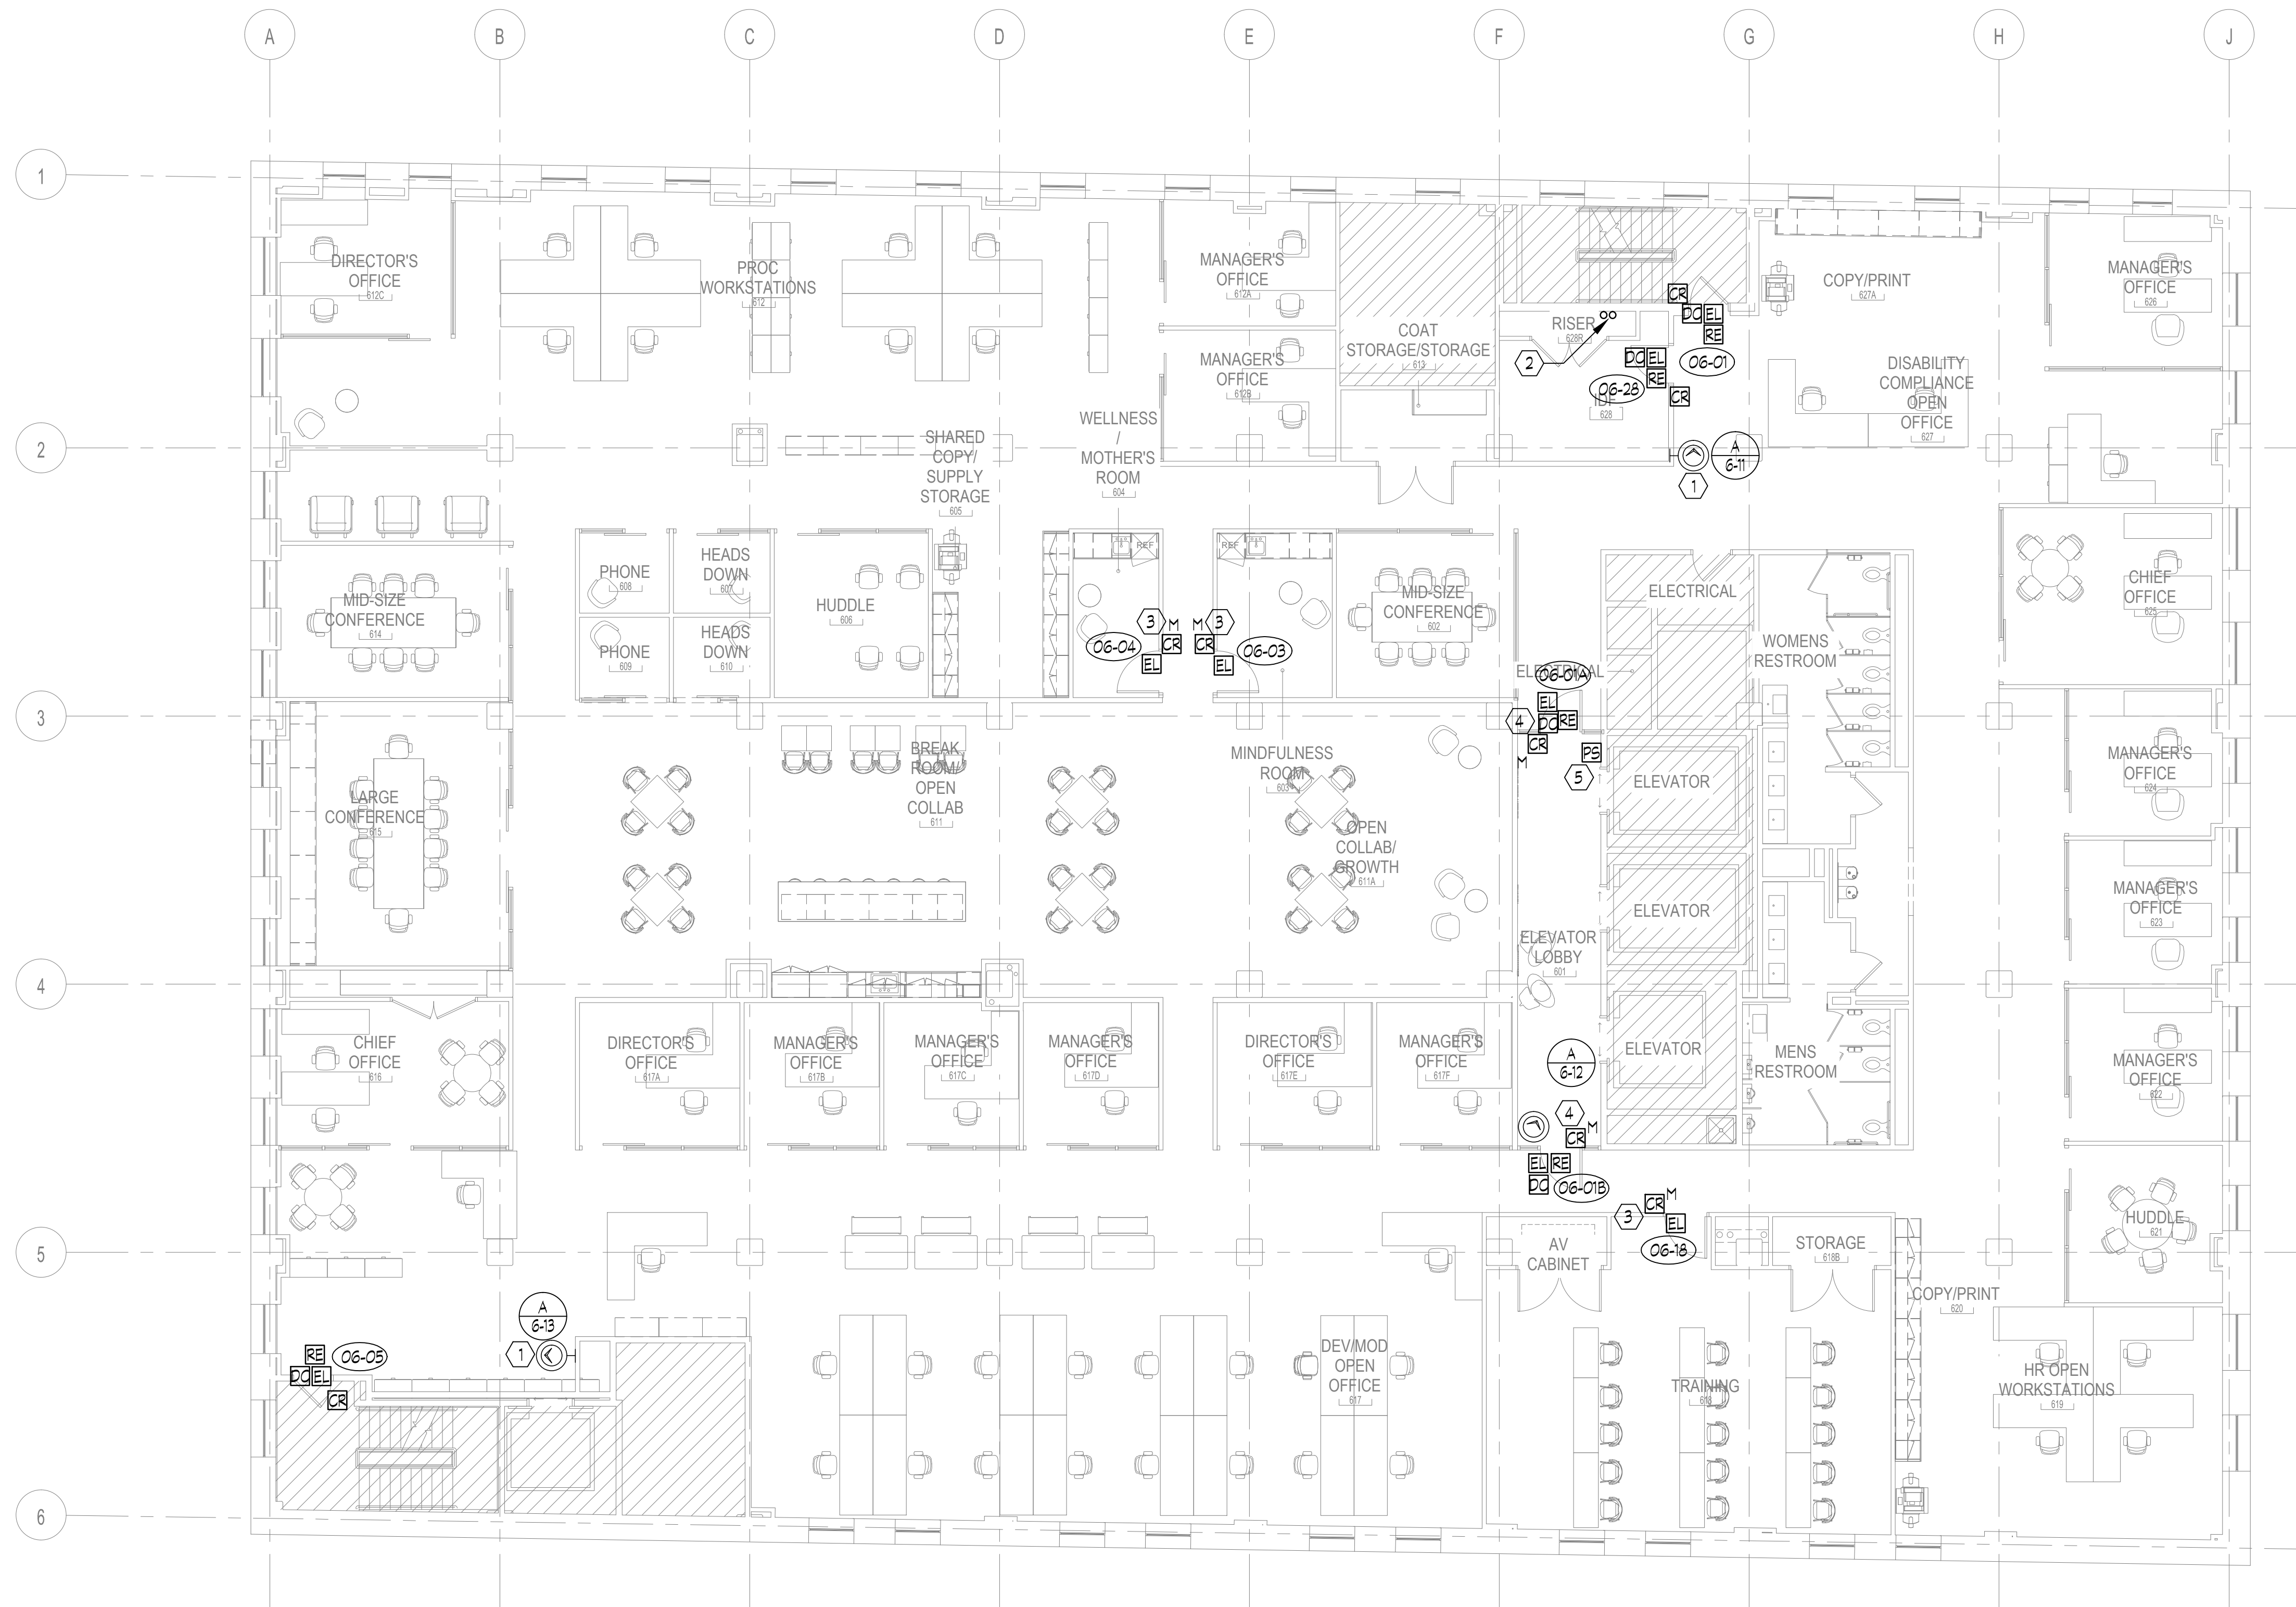 A
B
C
D
E
F
G
H
J
1
2
3
4
5
6
DIRECTOR'S
OFFICE
612C
PROC
WORKSTATIONS
612
MANAGER'S
OFFICE
612A
MANAGER'S
OFFICE
612B
COAT
STORAGE/STORAGE
613
RISER
628R
2
CR
DC EL
RE
06-01
DC EL
RE
06-28
CR
IDF
628
COPY/PRINT
627A
MANAGER'S
OFFICE
626
DISABILITY
COMPLIANCE
OPEN
OFFICE
627
A
6-11
1
SHARED
COPY/
SUPPLY
STORAGE
605
WELLNESS
/
MOTHER'S
ROOM
604
REF
REF
PHONE
608
HEADS
DOWN
607
HUDDLE
606
PHONE
609
HEADS
DOWN
610
MID-SIZE
CONFERENCE
614
3
M
CR
06-04
EL
M
3
CR
06-03
EL
MID-SIZE
CONFERENCE
602
ELECTRICAL
ELECTRICAL
06-01A
EL
4
DC RE
CR
M
PS
5
WOMENS
RESTROOM
CHIEF
OFFICE
625
LARGE
CONFERENCE
615
BREAK
ROOM/
OPEN
COLLAB
611
MINDFULNESS
ROOM
603
OPEN
COLLAB/
GROWTH
611A
ELEVATOR
ELEVATOR
ELEVATOR
LOBBY
601
MANAGER'S
OFFICE
624
MANAGER'S
OFFICE
623
CHIEF
OFFICE
616
DIRECTOR'S
OFFICE
617A
MANAGER'S
OFFICE
617B
MANAGER'S
OFFICE
617C
MANAGER'S
OFFICE
617D
DIRECTOR'S
OFFICE
617E
MANAGER'S
OFFICE
617F
A
6-12
ELEVATOR
MENS
RESTROOM
MANAGER'S
OFFICE
622
4
M
CR
EL RE
DC
06-01B
3
CR
M
EL
06-18
AV
CABINET
STORAGE
618B
HUDDLE
621
COPY/PRINT
620
A
6-13
1
RE
06-05
DC EL
CR
DEV/MOD
OPEN
OFFICE
617
TRAINING
618
HR OPEN
WORKSTATIONS
619